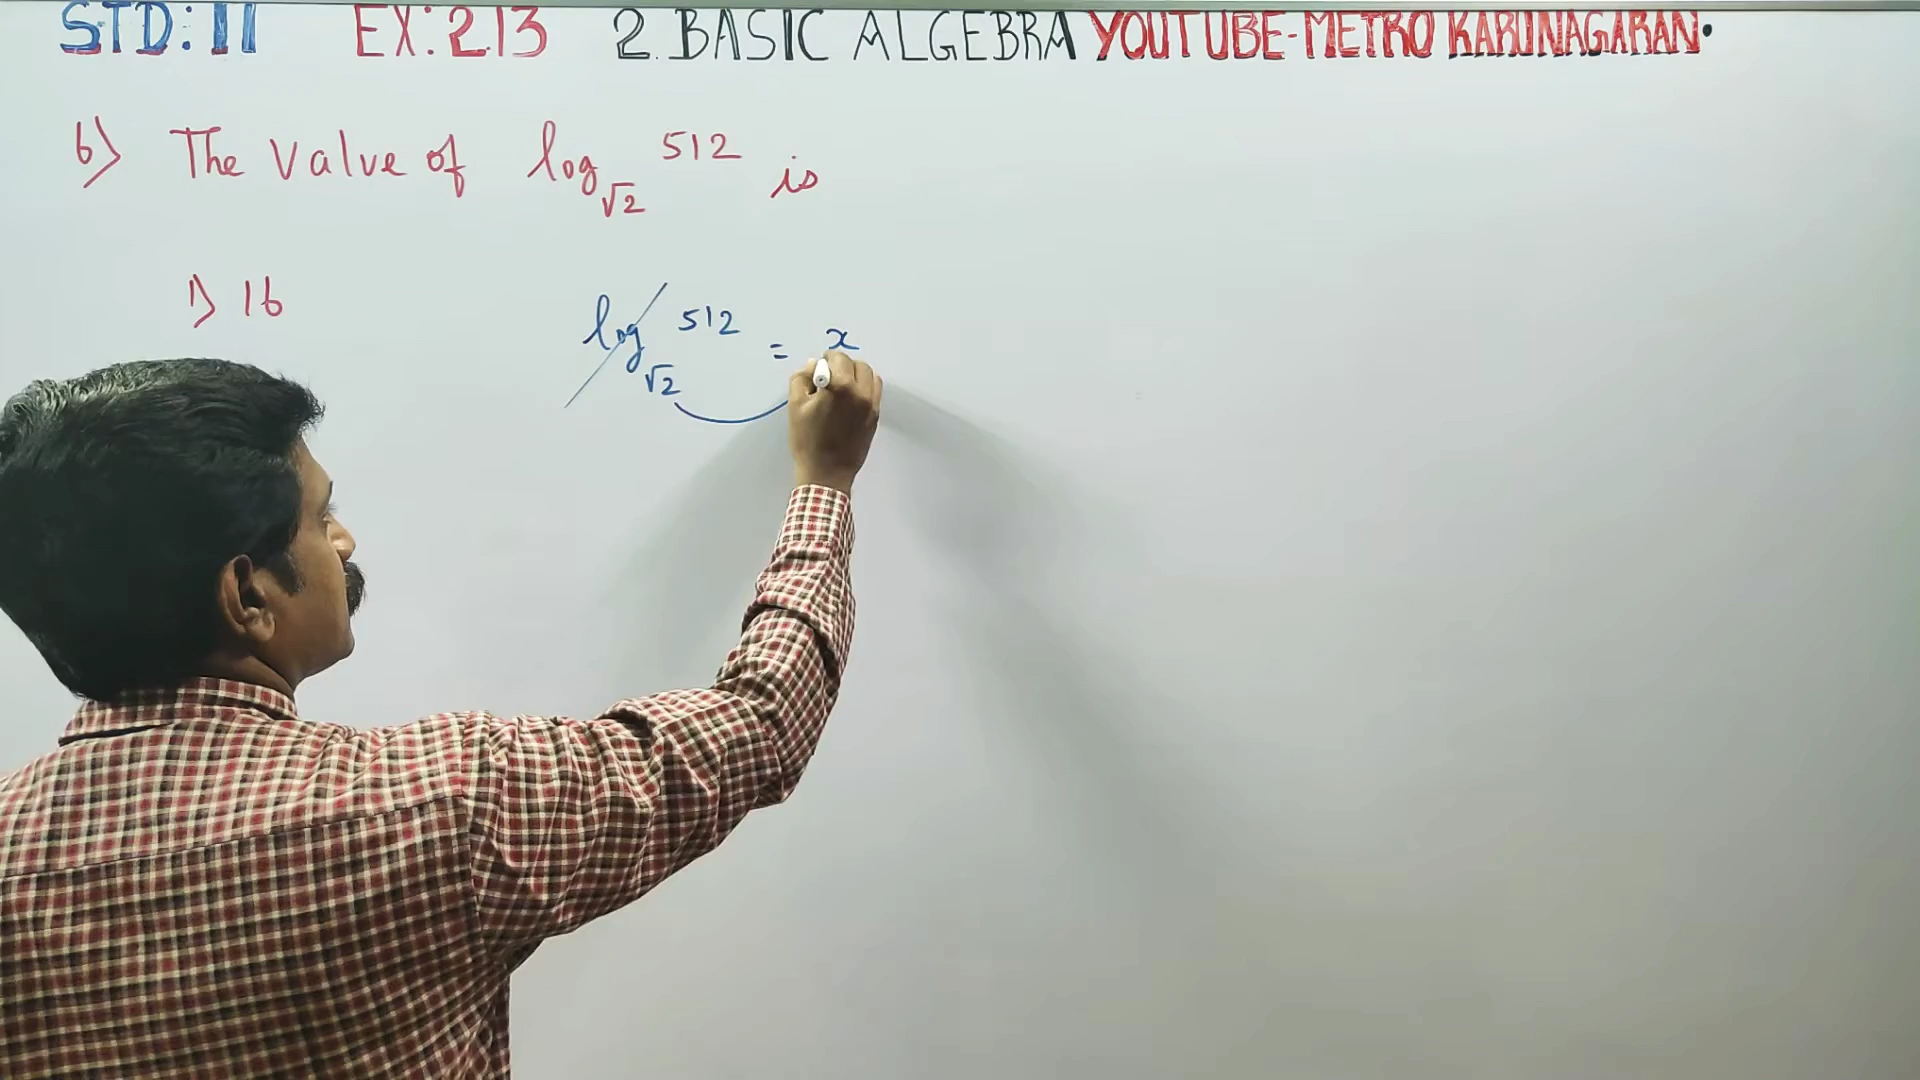 STD: 11 EX: 2.13 2. BASIC ALGEBRA YOUTUBE-METRO KARUNAGARAN.
6) The Value of log√2 512 is
1) 16
log√2 512 = x